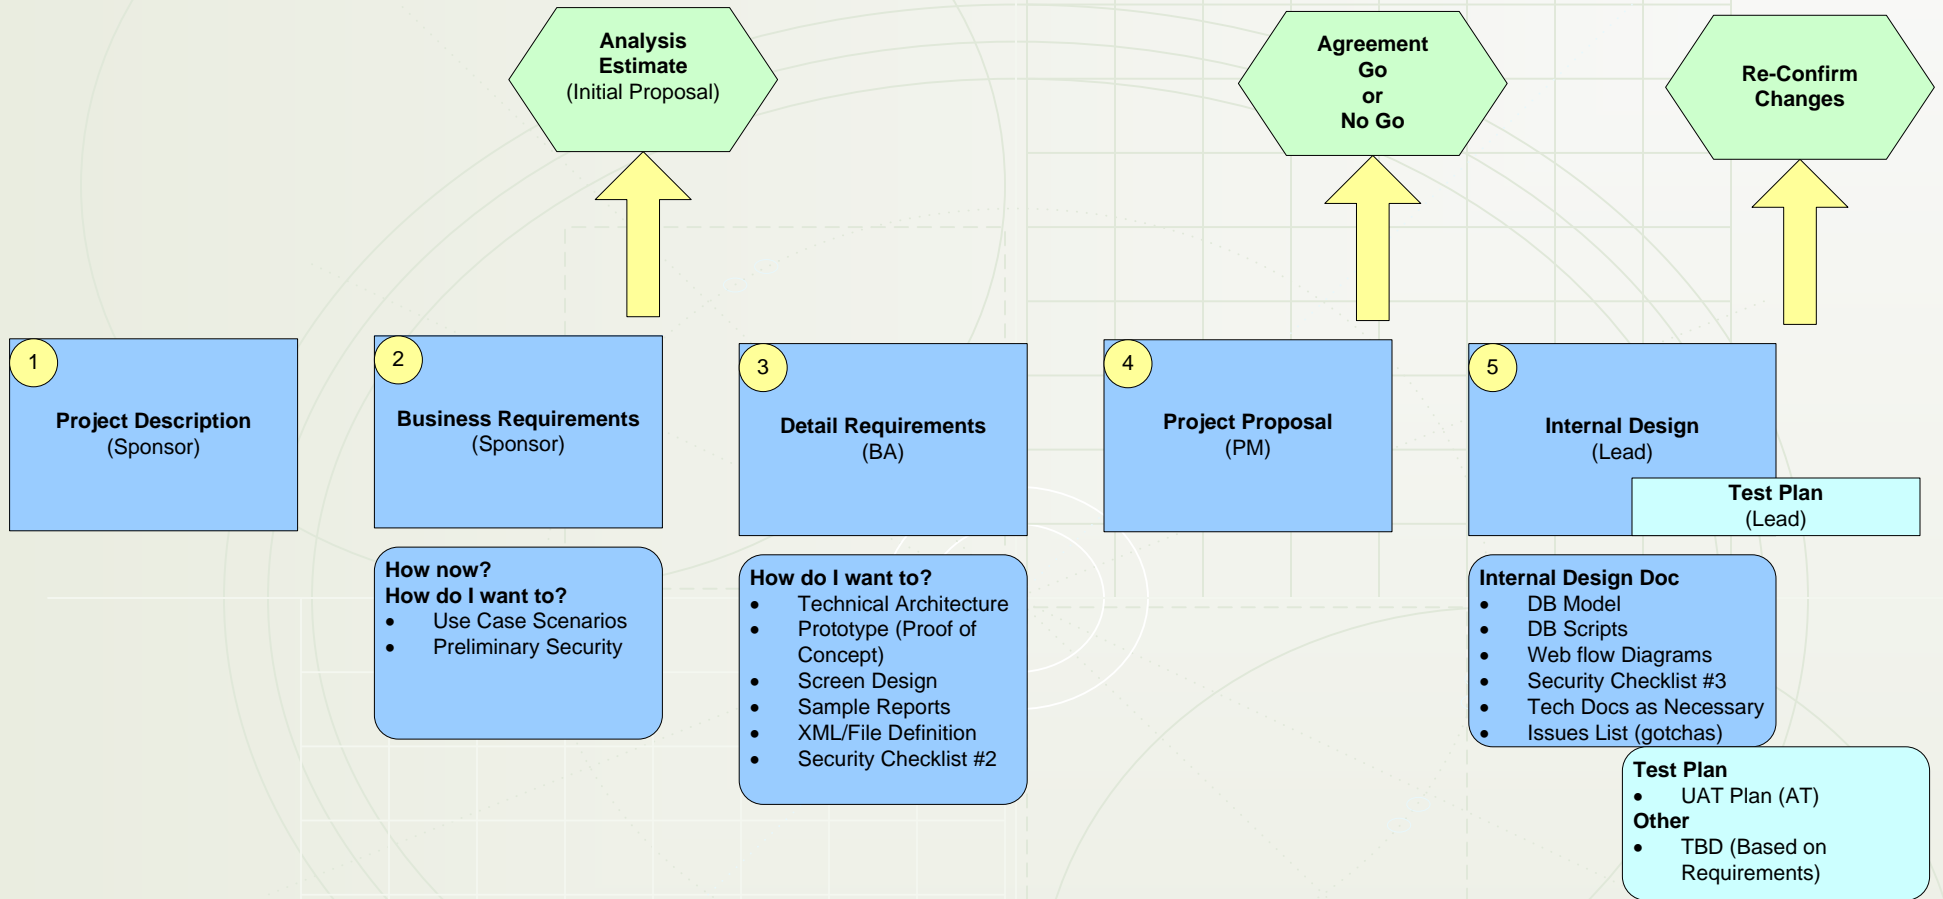 Analysis
Estimate
(Initial Proposal)
Agreement
Go
or
No Go
Re-Confirm
Changes
1
Project Description
(Sponsor)
2
Business Requirements
(Sponsor)
3
Detail Requirements
(BA)
4
Project Proposal
(PM)
5
Internal Design
(Lead)
Test Plan
(Lead)
How now?
How do I want to?
• Use Case Scenarios
• Preliminary Security
How do I want to?
• Technical Architecture
• Prototype (Proof of
Concept)
• Screen Design
• Sample Reports
• XML/File Definition
• Security Checklist #2
Internal Design Doc
• DB Model
• DB Scripts
• Web flow Diagrams
• Security Checklist #3
• Tech Docs as Necessary
• Issues List (gotchas)
Test Plan
• UAT Plan (AT)
Other
• TBD (Based on
Requirements)